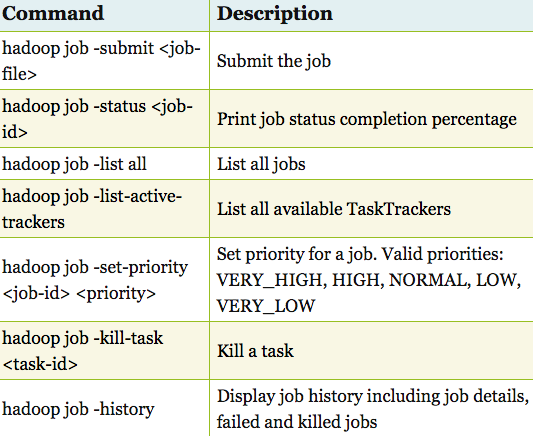 Command Description
hadoop job -submit <job-
file>
Submit the job
hadoop job -status <job-
id>
Print job status completion percentage
hadoop job -list all
List all jobs
hadoop job -list-active-
trackers
List all available TaskTrackers
hadoop job -set-priority
<job-id> <priority>
Set priority for a job. Valid priorities:
VERY_HIGH, HIGH, NORMAL, LOW,
VERY_LOW
hadoop job -kill-task
<task-id>
Kill a task
hadoop job -history
Display job history including job details,
failed and killed jobs